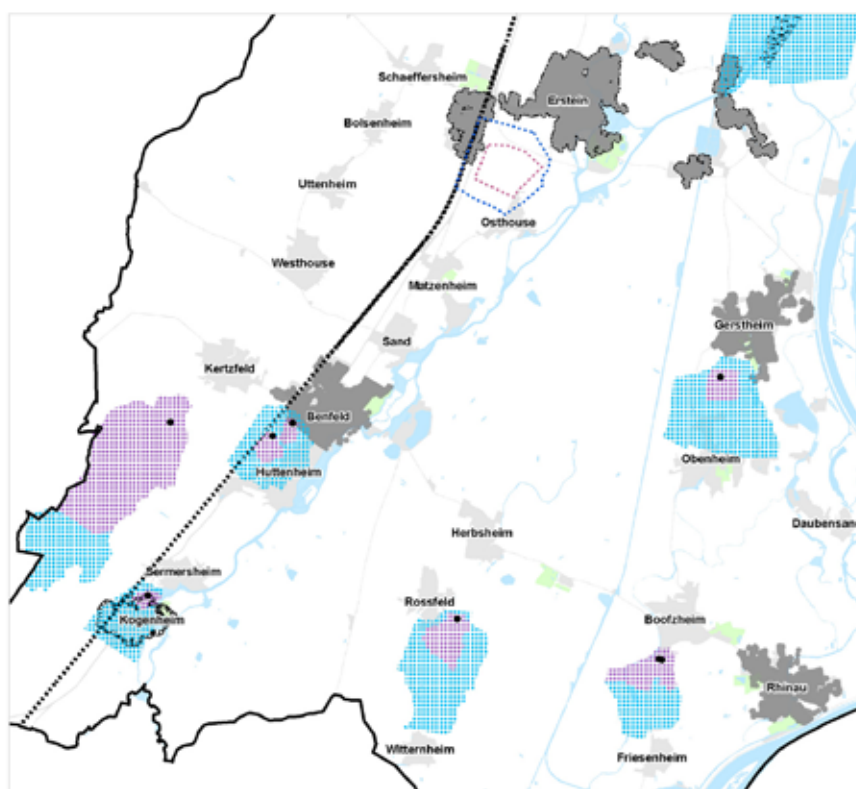 Schaeffersheim
Erstein
Bolsenheim
Uttenheim
Osthouse
Westhouse
Matzenheim
Gerstheim
Sand
Kertzfeld
Benfeld
Obenheim
Huttenheim
Daubensand
Herbsheim
Sermersheim
Rossfeld
Kogenheim
Boofzheim
Rhinau
Witternheim
Friesenheim